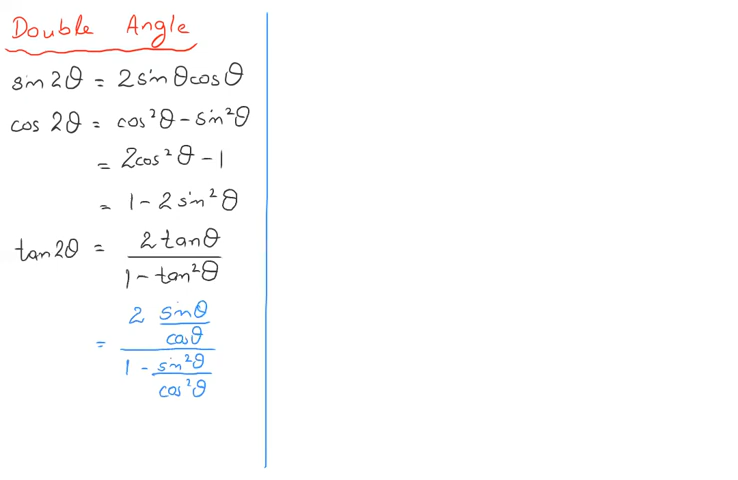 Double Angle
sin 2θ = 2 sin θ cos θ
cos 2θ = cos²θ − sin²θ
= 2cos²θ − 1
= 1 − 2 sin²θ
tan 2θ = 2 tan θ / 1 − tan²θ
= 2 sin θ / cos θ / 1 − sin²θ / cos²θ